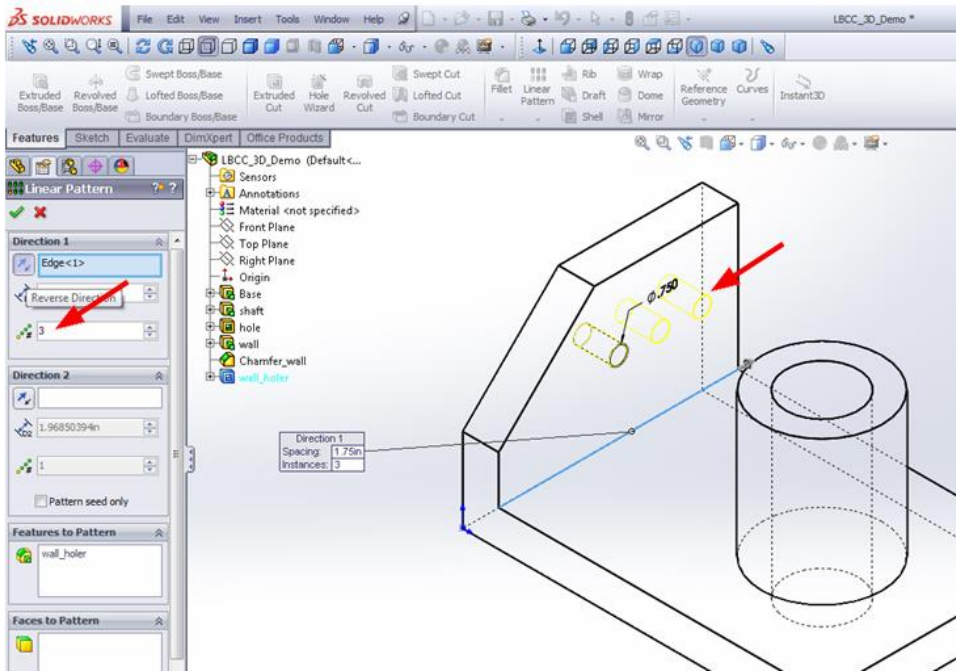 SOLIDWORKS File Edit View Insert Tools Window Help LBCC_3D_Demo *
Extruded Boss/Base
Revolved Boss/Base
Swept Boss/Base
Lofted Boss/Base
Boundary Boss/Base
Extruded Cut
Hole Wizard
Revolved Cut
Swept Cut
Lofted Cut
Boundary Cut
Fillet
Linear Pattern
Rib
Draft
Shell
Wrap
Dome
Mirror
Reference Geometry
Curves
Instant3D
Features Sketch Evaluate DimXpert Office Products
Linear Pattern ? ?
Direction 1
Edge<1>
Reverse Direction
3
Direction 2
D2
1.96850394in
1
Pattern seed only
Features to Pattern
wall_holer
Faces to Pattern
LBCC_3D_Demo (Default<...
Sensors
Annotations
Material <not specified>
Front Plane
Top Plane
Right Plane
Origin
Base
shaft
hole
wall
Chamfer_wall
wall_holer
Direction 1
Spacing: 1.75in
Instances: 3
Ø.750